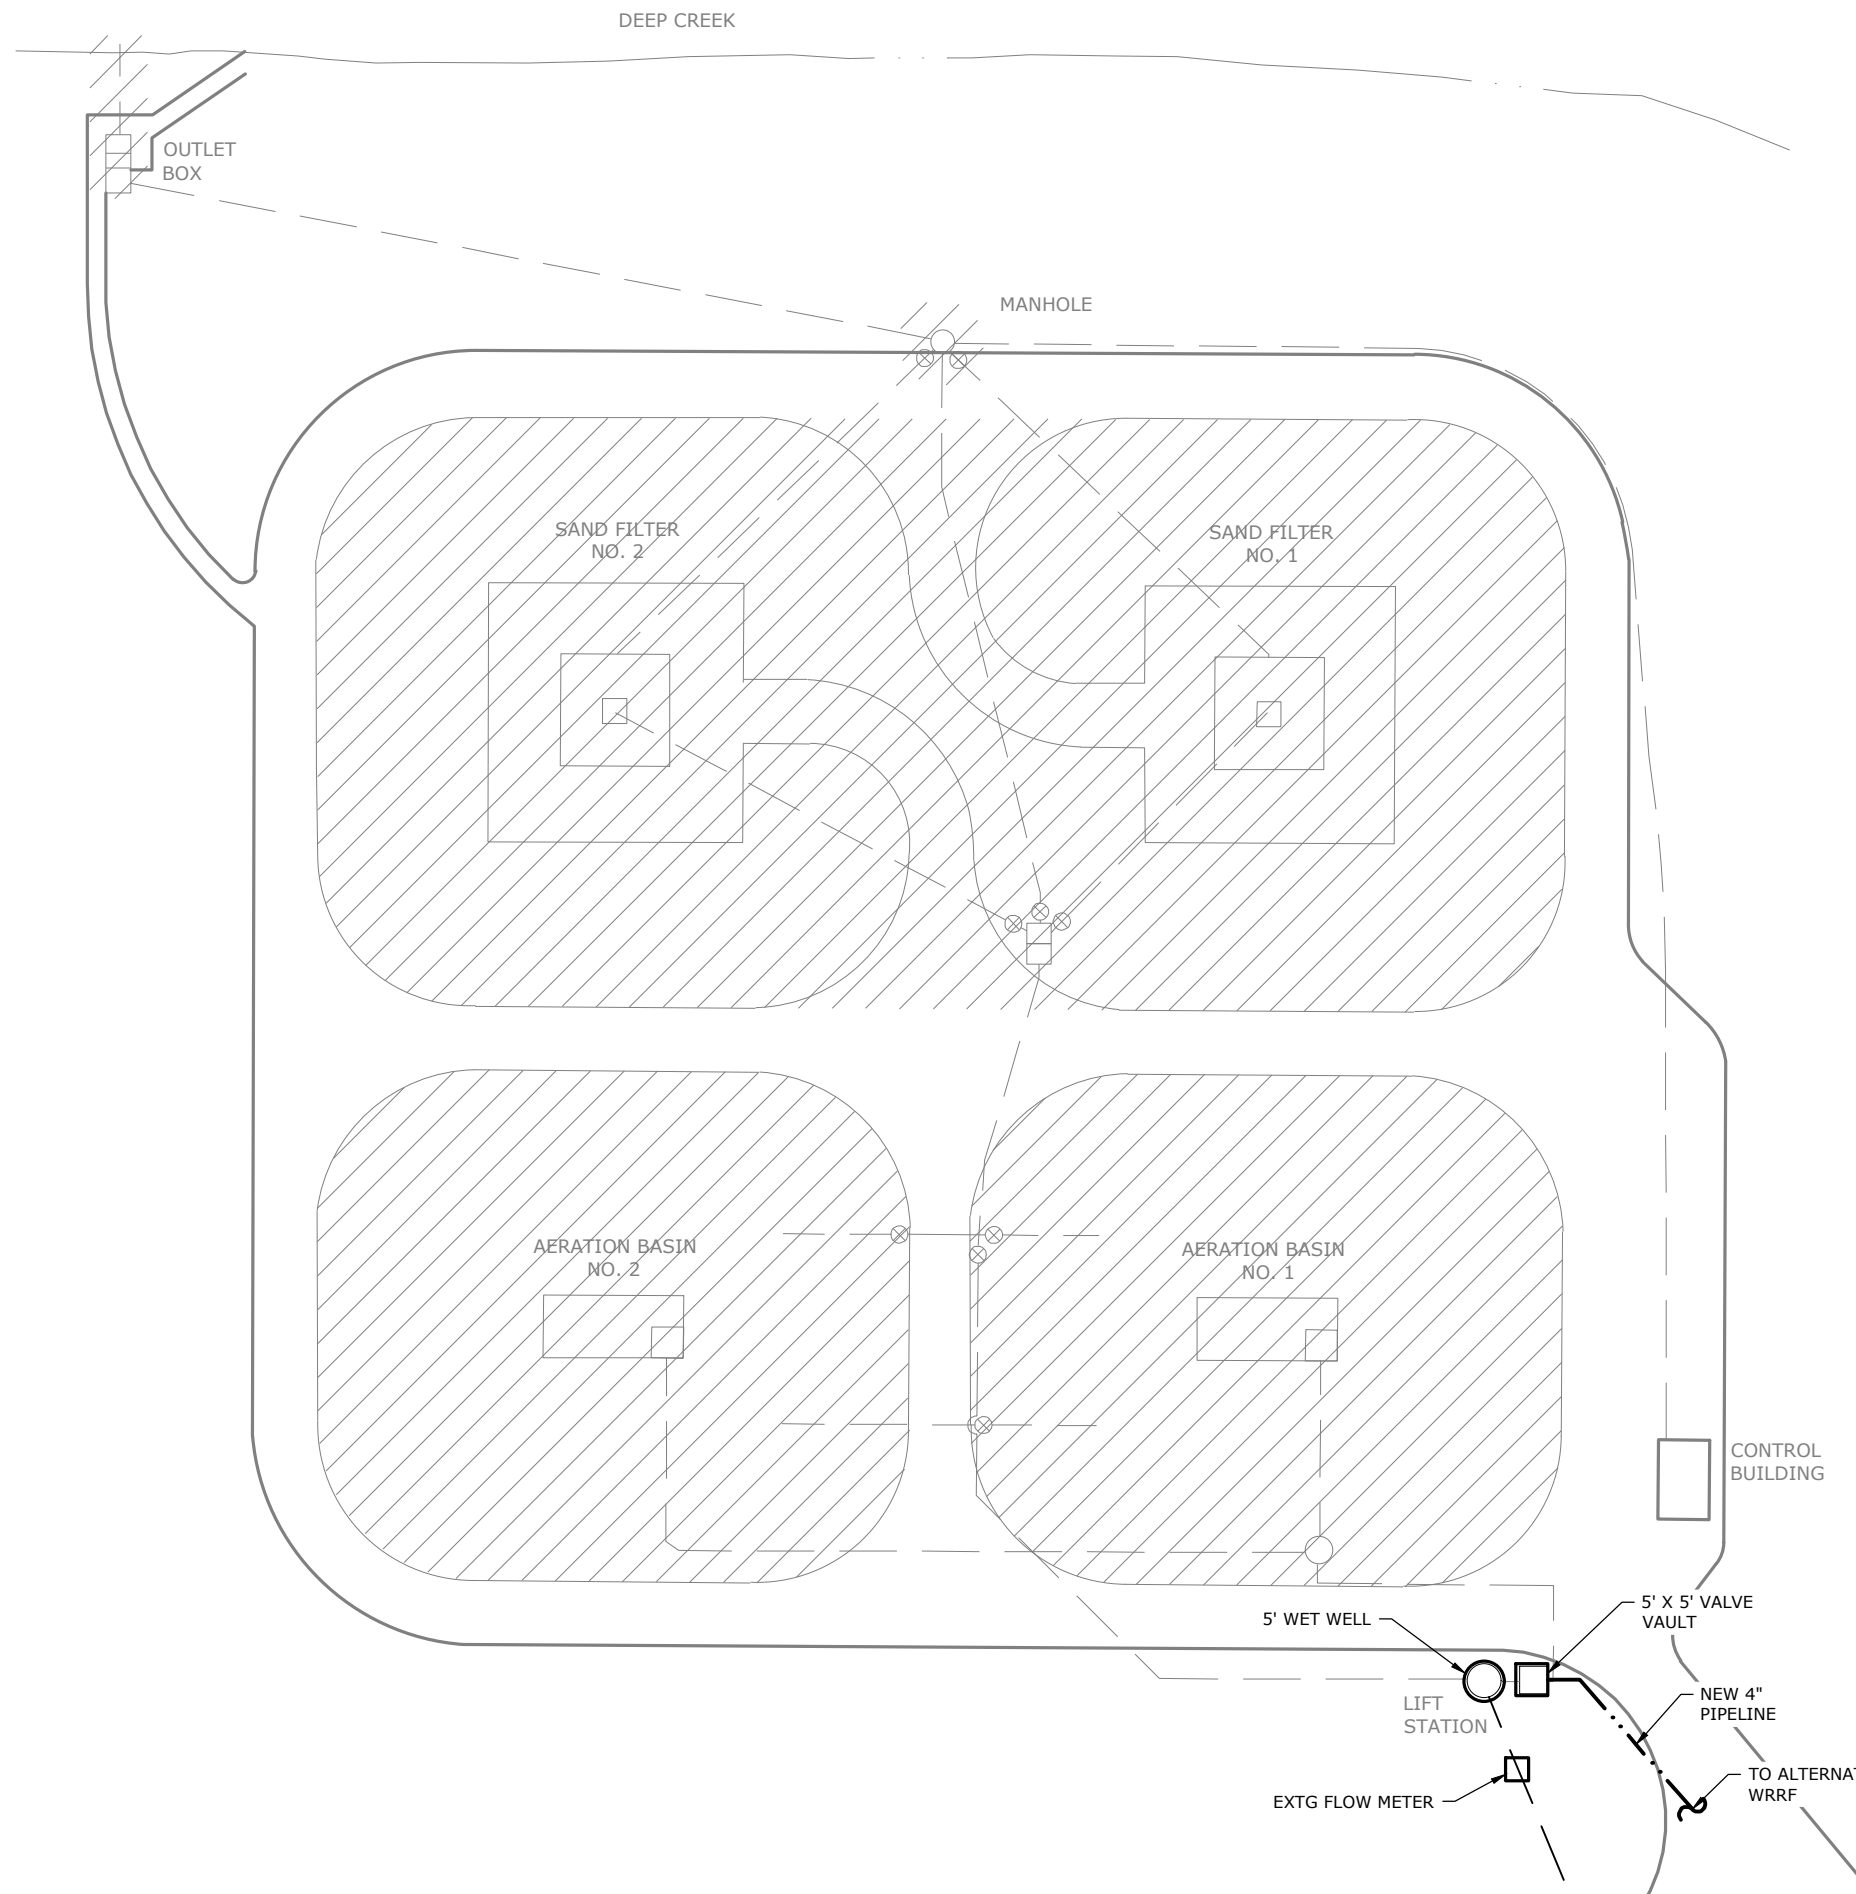 DEEP CREEK
OUTLET
BOX
MANHOLE
SAND FILTER
NO. 2
SAND FILTER
NO. 1
AERATION BASIN
NO. 2
AERATION BASIN
NO. 1
CONTROL
BUILDING
5' X 5' VALVE
VAULT
5' WET WELL
LIFT
STATION
NEW 4"
PIPELINE
TO ALTERNAT
WRRF
EXTG FLOW METER